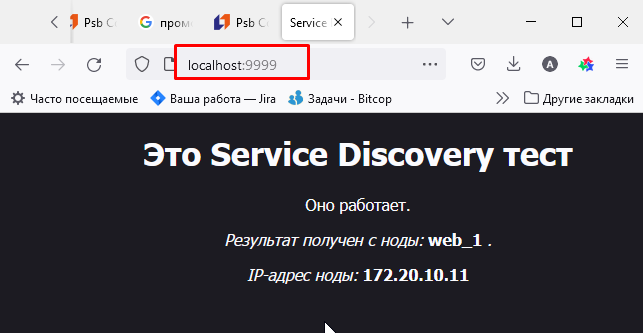 Psb Co
промо
Psb Co
Service D
localhost:9999
A
Часто посещаемые
Ваша работа — Jira
Задачи - Bitcop
Другие закладки
Это Service Discovery тест
Оно работает.
Результат получен с ноды: web_1 .
IP-адрес ноды: 172.20.10.11